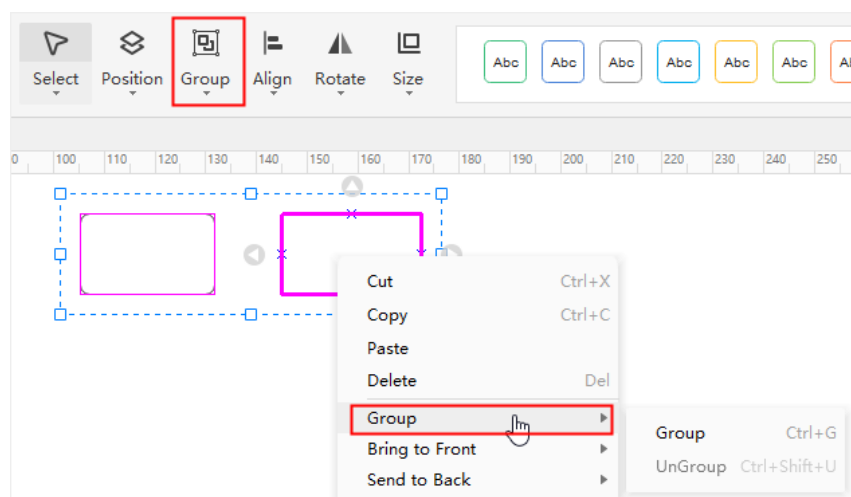 Select Position Group Align Rotate Size
Abc Abc Abc Abc Abc Abc
0 100 110 120 130 140 150 160 170 180 190 200 210 220 230 240 250
Cut Ctrl+X
Copy Ctrl+C
Paste
Delete Del
Group
Group Ctrl+G
Bring to Front
UnGroup Ctrl+Shift+U
Send to Back